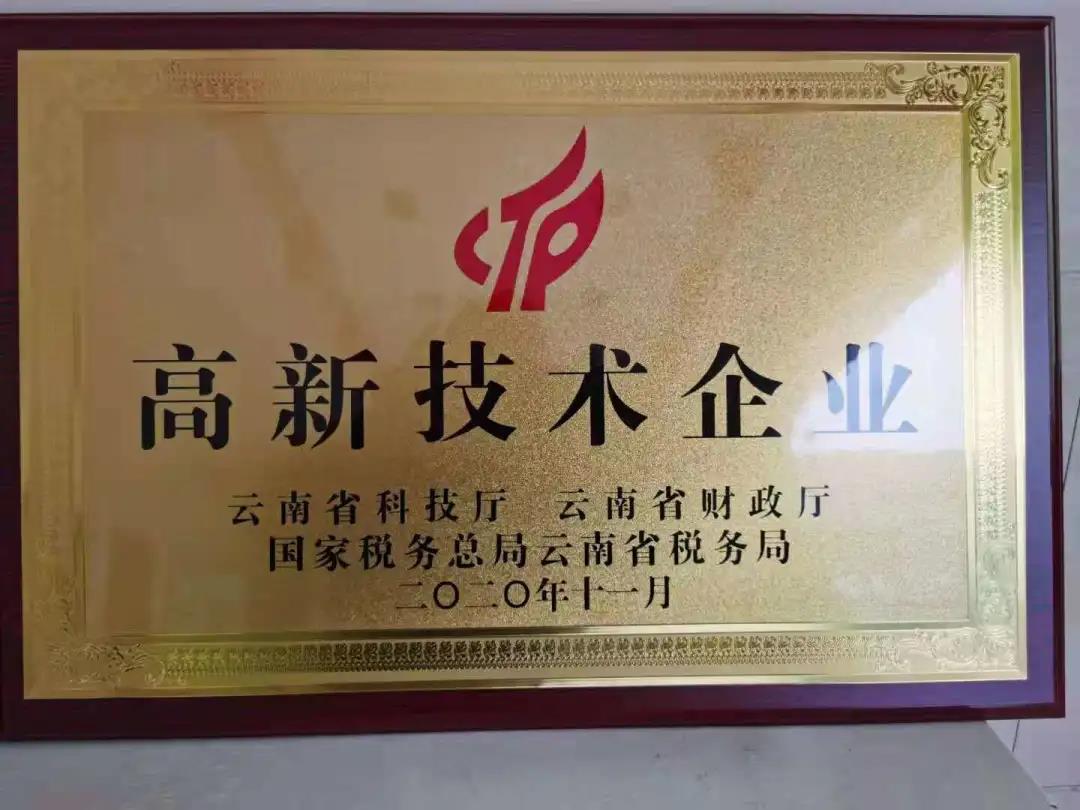 高新技术企业
云南省科技厅 云南省财政厅
国家税务总局云南省税务局
二〇二〇年十一月